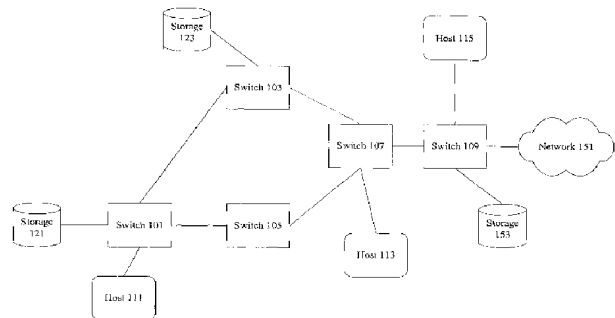 Storage
123
Host 115
Switch 103
Switch 107
Switch 109
Network 151
Storage
121
Switch 101
Switch 105
Storage
153
Host 113
Host 111